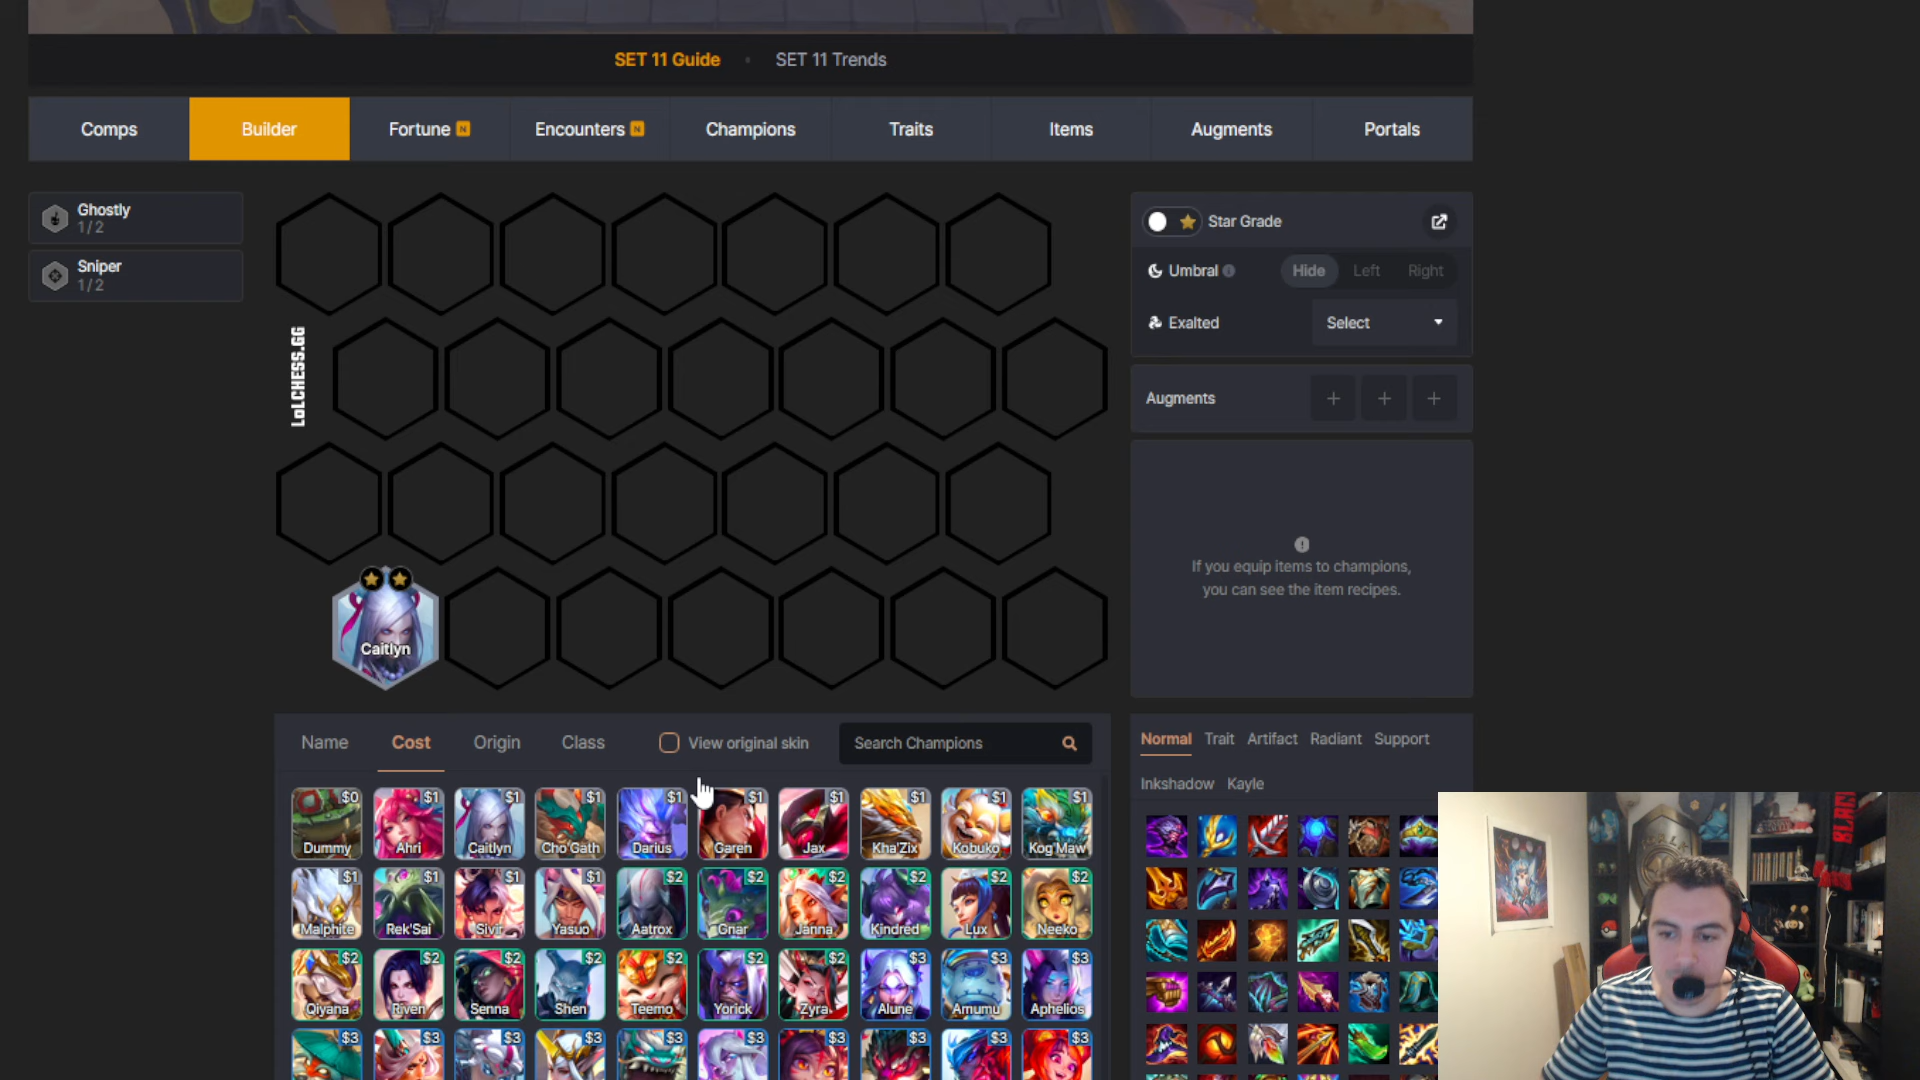 SET 11 Guide
SET 11 Trends
Comps
Builder
Fortune N
Encounters N
Champions
Traits
Items
Augments
Portals
Ghostly
1 / 2
Sniper
1 / 2
LoLCHESS.GG
Caitlyn
Star Grade
Umbral
Hide
Left
Right
Exalted
Select
Augments
If you equip items to champions,
you can see the item recipes.
Name
Cost
Origin
Class
View original skin
Search Champions
Normal
Trait
Artifact
Radiant
Support
Inkshadow
Kayle
$0 $1 $1 $1 $1 $1 $1 $1 $1 $1
Dummy Ahri Caitlyn Cho'Gath Darius Garen Jax Kha'Zix Kobuko Kog'Maw
$1 $1 $1 $1 $2 $2 $2 $2 $2 $2
Malphite Rek'Sai Sivir Yasuo Aatrox Gnar Janna Kindred Lux Neeko
$2 $2 $2 $2 $2 $2 $2 $3 $3 $3
Qiyana Riven Senna Shen Teemo Yorick Zyra Alune Amumu Aphelios
$3 $3 $3 $3 $3 $3 $3 $3 $3 $3